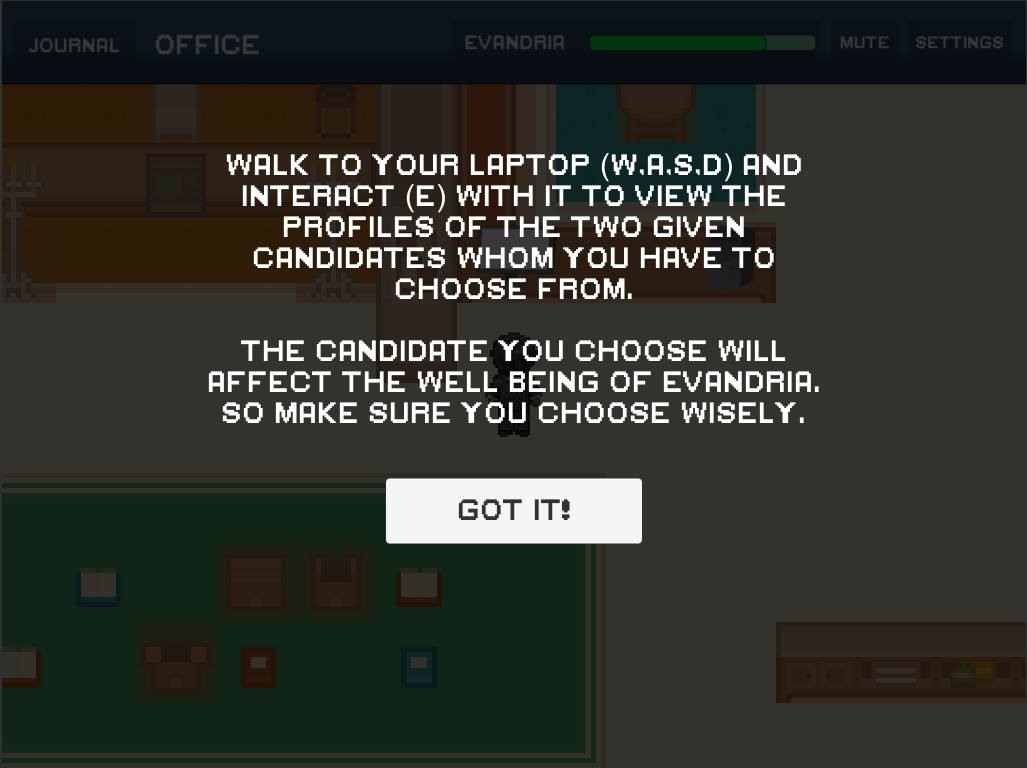 JOURNAL OFFICE EVANDRIA MUTE SETTINGS
WALK TO YOUR LAPTOP (W.A.S.D) AND
INTERACT (E) WITH IT TO VIEW THE
PROFILES OF THE TWO GIVEN
CANDIDATES WHOM YOU HAVE TO
CHOOSE FROM.
THE CANDIDATE YOU CHOOSE WILL
AFFECT THE WELL BEING OF EVANDRIA.
SO MAKE SURE YOU CHOOSE WISELY.
GOT IT!